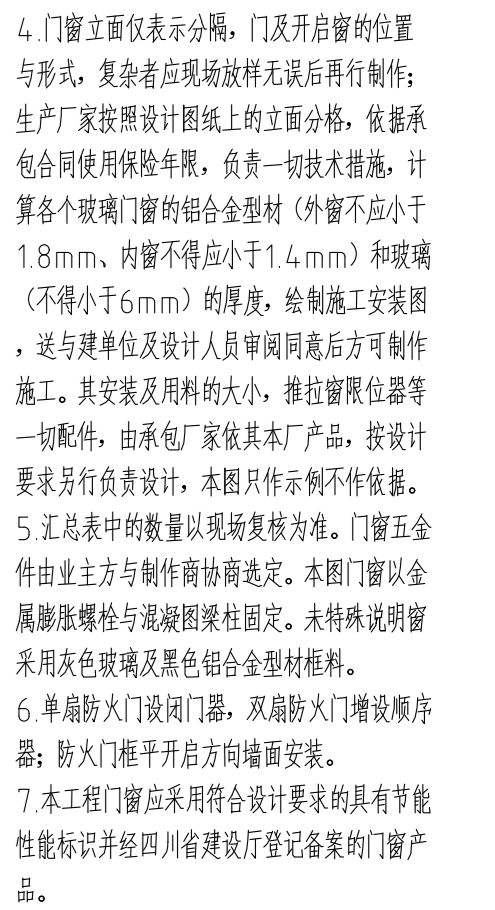 4.门窗立面仅表示分隔，门及开启窗的位置
与形式，复杂者应现场放样无误后再行制作；
生产厂家按照设计图纸上的立面分格，依据承
包合同使用保险年限，负责一切技术措施，计
算各个玻璃门窗的铝合金型材（外窗不应小于
1.8mm、内窗不得应小于1.4mm）和玻璃
（不得小于6mm）的厚度，绘制施工安装图
，送与建单位及设计人员审阅同意后方可制作
施工。其安装及用料的大小，推拉窗限位器等
一切配件，由承包厂家依其本厂产品，按设计
要求另行负责设计，本图只作示例不作依据。
5.汇总表中的数量以现场复核为准。门窗五金
件由业主方与制作商协商选定。本图门窗以金
属膨胀螺栓与混凝图梁柱固定。未特殊说明窗
采用灰色玻璃及黑色铝合金型材框料。
6.单扇防火门设闭门器，双扇防火门增设顺序
器；防火门框平开启方向墙面安装。
7.本工程门窗应采用符合设计要求的具有节能
性能标识并经四川省建设厅登记备案的门窗产
品。